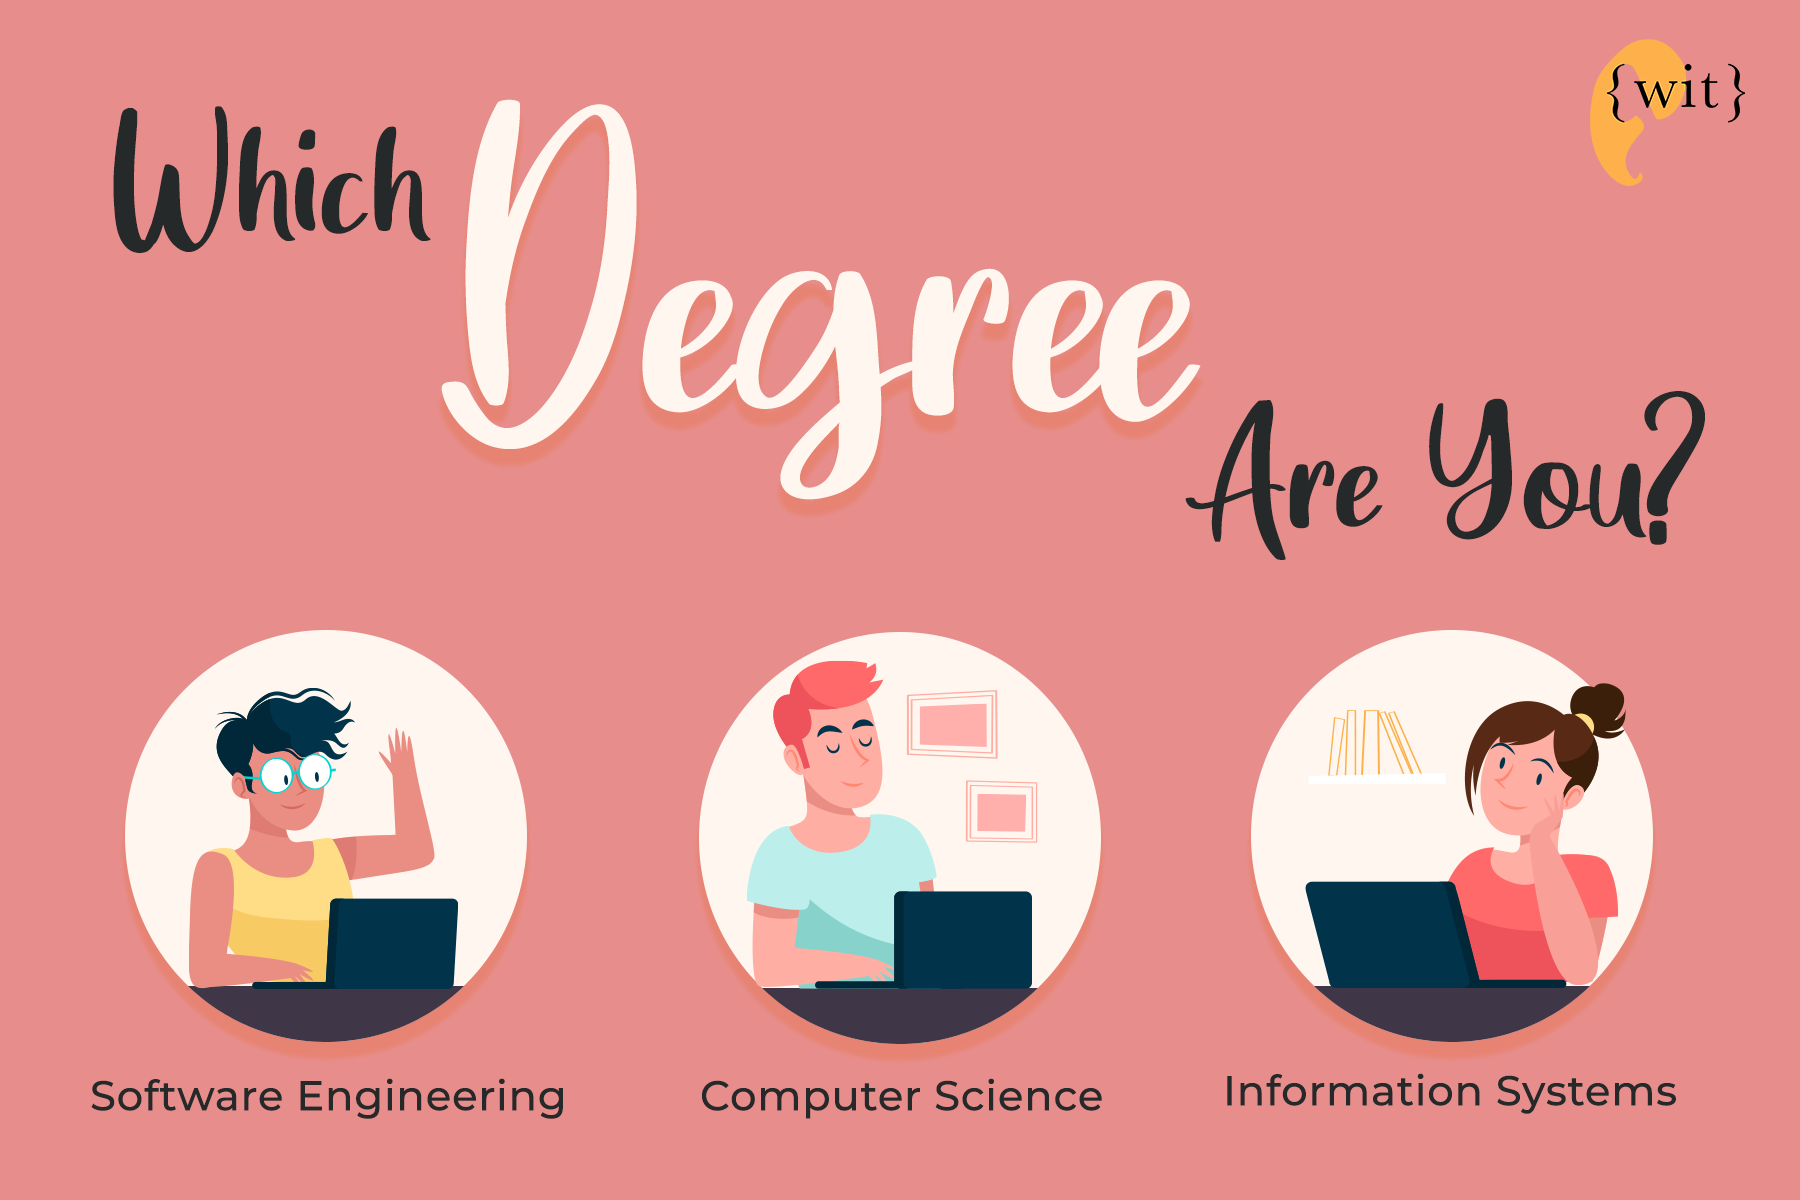 Which
Degree
Are You?
{wit}
Software Engineering
Computer Science
Information Systems